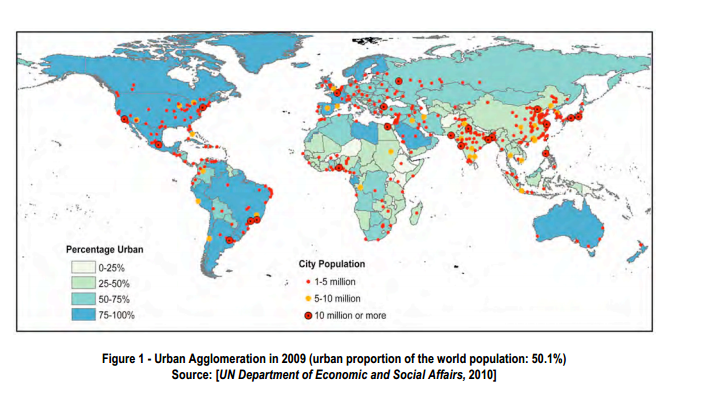 Percentage Urban
0-25%
25-50%
50-75%
75-100%
City Population
1-5 million
5-10 million
10 million or more
Figure 1 - Urban Agglomeration in 2009 (urban proportion of the world population: 50.1%)
Source: [UN Department of Economic and Social Affairs, 2010]